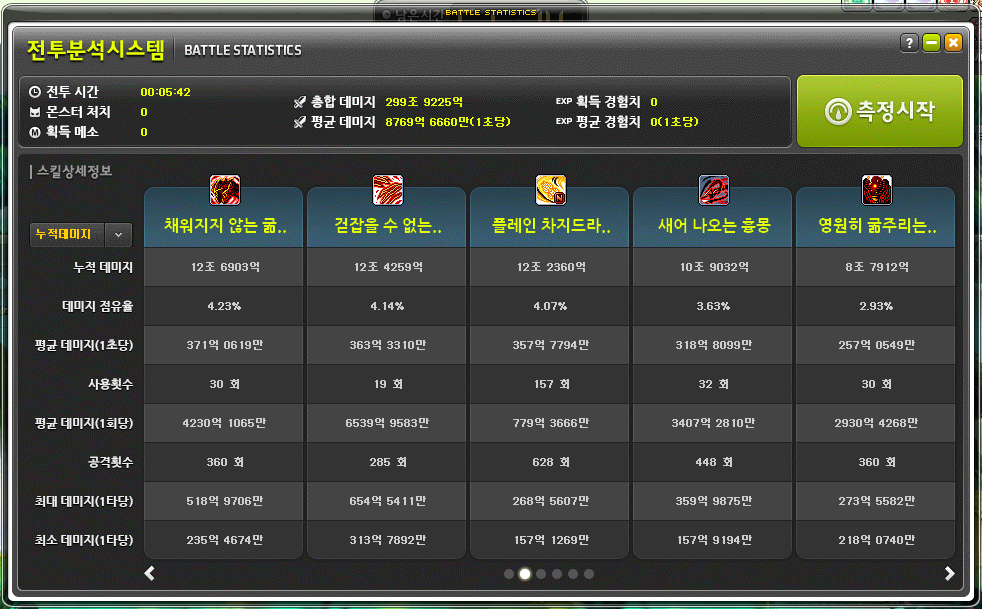 남은시간
BATTLE STATISTICS
전투분석시스템 BATTLE STATISTICS
전투 시간 00:05:42
몬스터 처치 0
획득 메소 0
총합 데미지 299조 9225억
평균 데미지 8769억 6660만(1초당)
EXP 획득 경험치 0
EXP 평균 경험치 0(1초당)
측정시작
스킬상세정보
채워지지 않는 굶.. 걷잡을 수 없는.. 플레인 차지드라.. 새어 나오는 흉몽 영원히 굶주리는..
누적데미지
누적 데미지 12조 6903억 12조 4259억 12조 2360억 10조 9032억 8조 7912억
데미지 점유율 4.23% 4.14% 4.07% 3.63% 2.93%
평균 데미지(1초당) 371억 0619만 363억 3310만 357억 7794만 318억 8099만 257억 0549만
사용횟수 30 회 19 회 157 회 32 회 30 회
평균 데미지(1회당) 4230억 1065만 6539억 9583만 779억 3666만 3407억 2810만 2930억 4268만
공격횟수 360 회 285 회 628 회 448 회 360 회
최대 데미지(1타당) 518억 9706만 654억 5411만 268억 5607만 359억 9875만 273억 5582만
최소 데미지(1타당) 235억 4674만 313억 7892만 157억 1269만 157억 9194만 218억 0740만